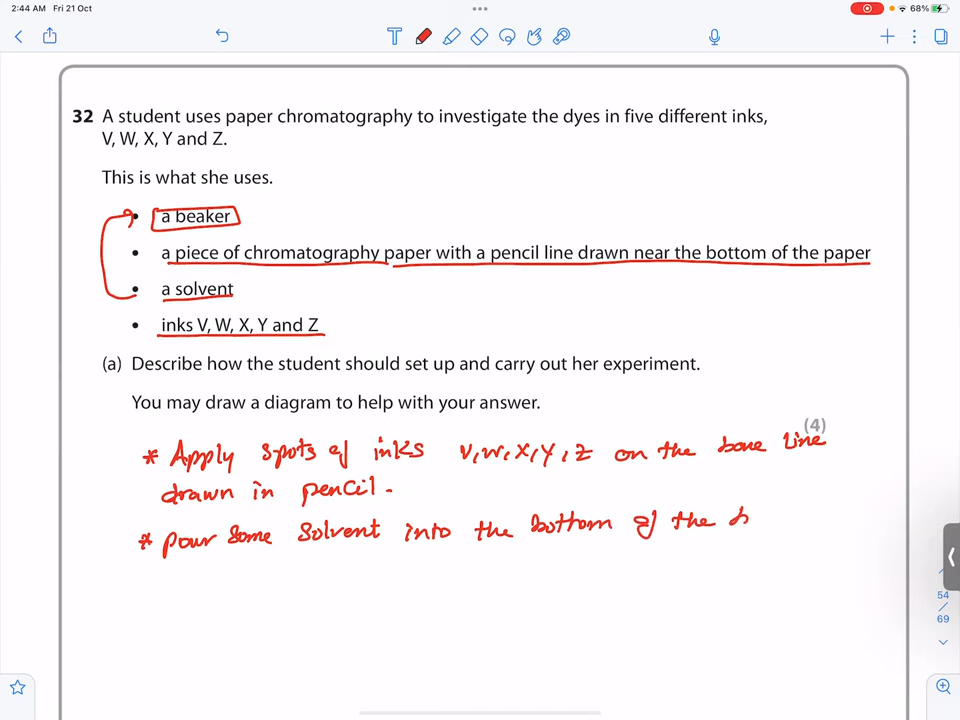 2:44 AM Fri 21 Oct
68%
32 A student uses paper chromatography to investigate the dyes in five different inks,
V, W, X, Y and Z.
This is what she uses.
• a beaker
• a piece of chromatography paper with a pencil line drawn near the bottom of the paper
• a solvent
• inks V, W, X, Y and Z
(a) Describe how the student should set up and carry out her experiment.
You may draw a diagram to help with your answer.
(4)
* Apply spots of inks V, W, X, Y, Z on the base line
drawn in pencil.
* pour some solvent into the bottom of the b
54
/
69